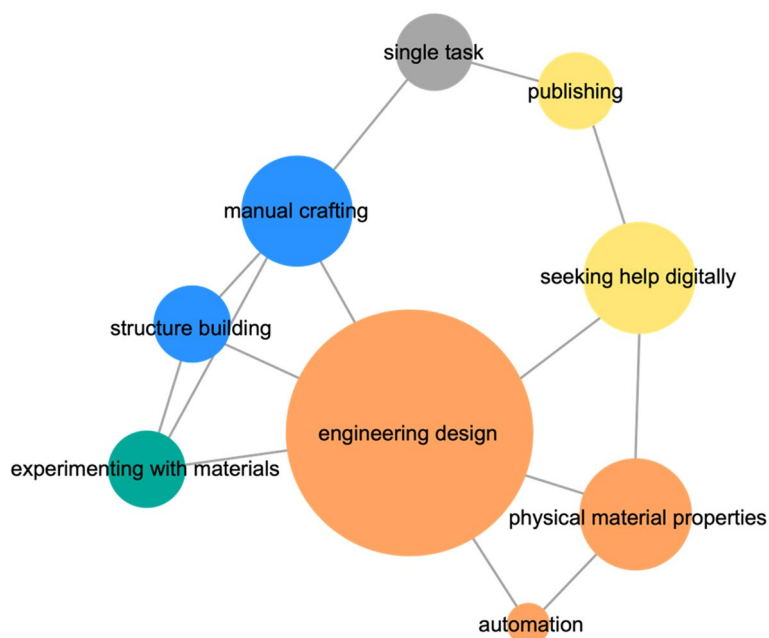 single task
publishing
manual crafting
seeking help digitally
structure building
engineering design
experimenting with materials
physical material properties
automation